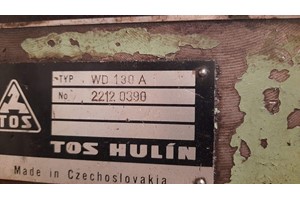 TOS
TYP WD 130 A
No 2212 0390
TOS HULÍN
Made in Czechoslovakia